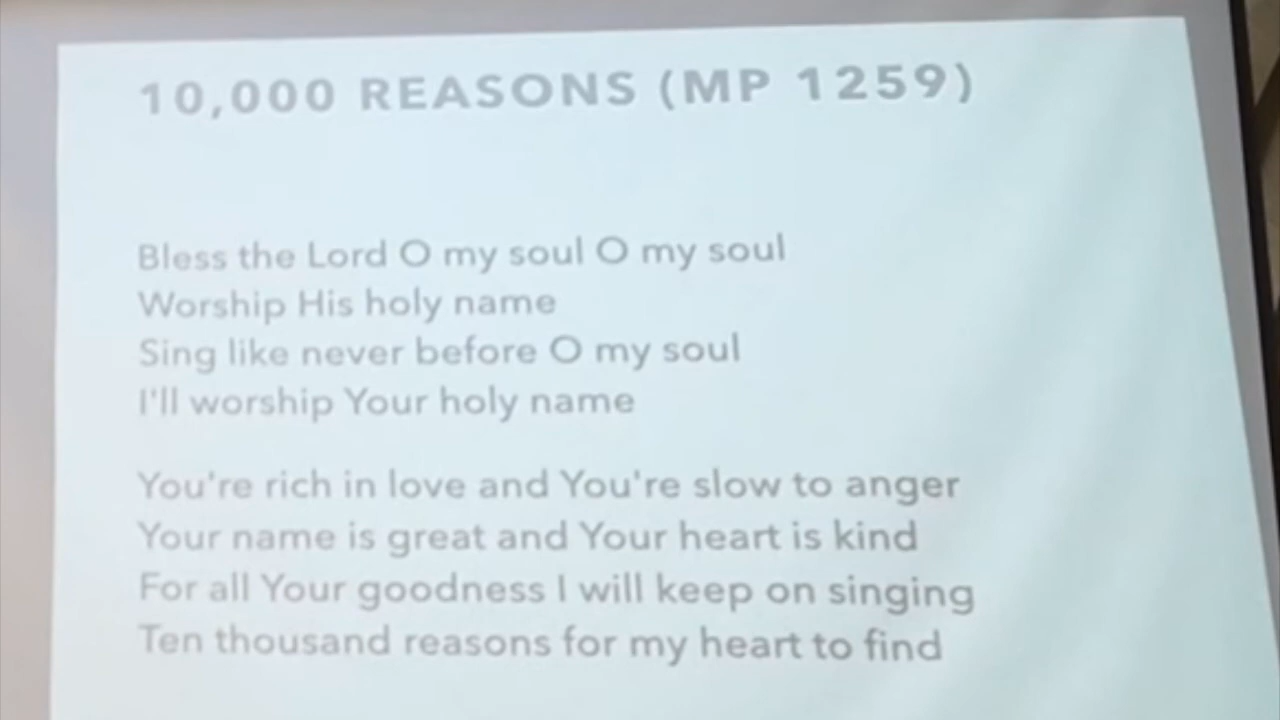 10,000 REASONS (MP 1259)
Bless the Lord O my soul O my soul
Worship His holy name
Sing like never before O my soul
I'll worship Your holy name
You're rich in love and You're slow to anger
Your name is great and Your heart is kind
For all Your goodness I will keep on singing
Ten thousand reasons for my heart to find